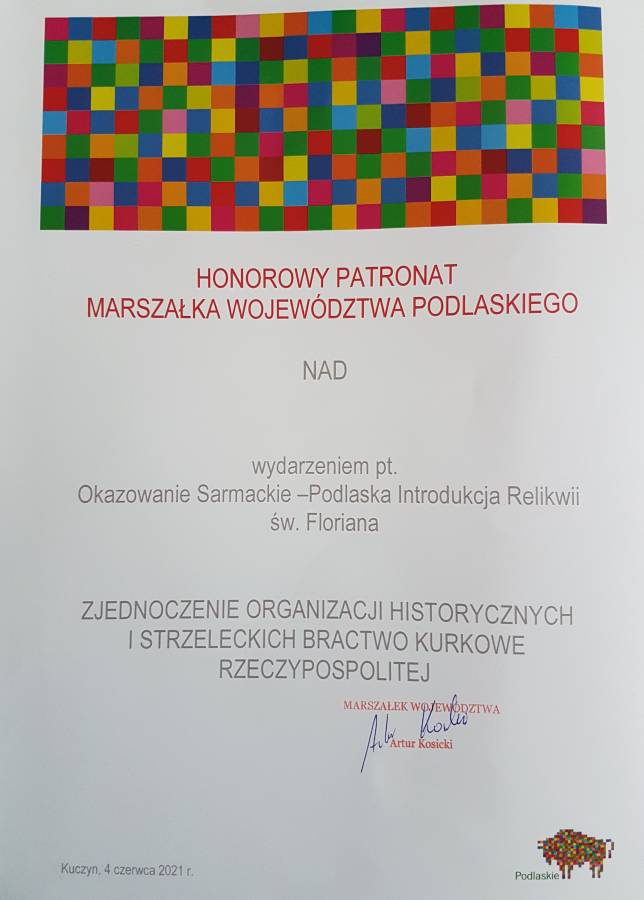 HONOROWY PATRONAT
MARSZAŁKA WOJEWÓDZTWA PODLASKIEGO
NAD
wydarzeniem pt.
Okazowanie Sarmackie –Podlaska Introdukcja Relikwii
św. Floriana
ZJEDNOCZENIE ORGANIZACJI HISTORYCZNYCH
I STRZELECKICH BRACTWO KURKOWE
RZECZYPOSPOLITEJ
MARSZAŁEK WOJEWÓDZTWA
Artur Kosicki
Kuczyn, 4 czerwca 2021 r.
Podlaskie